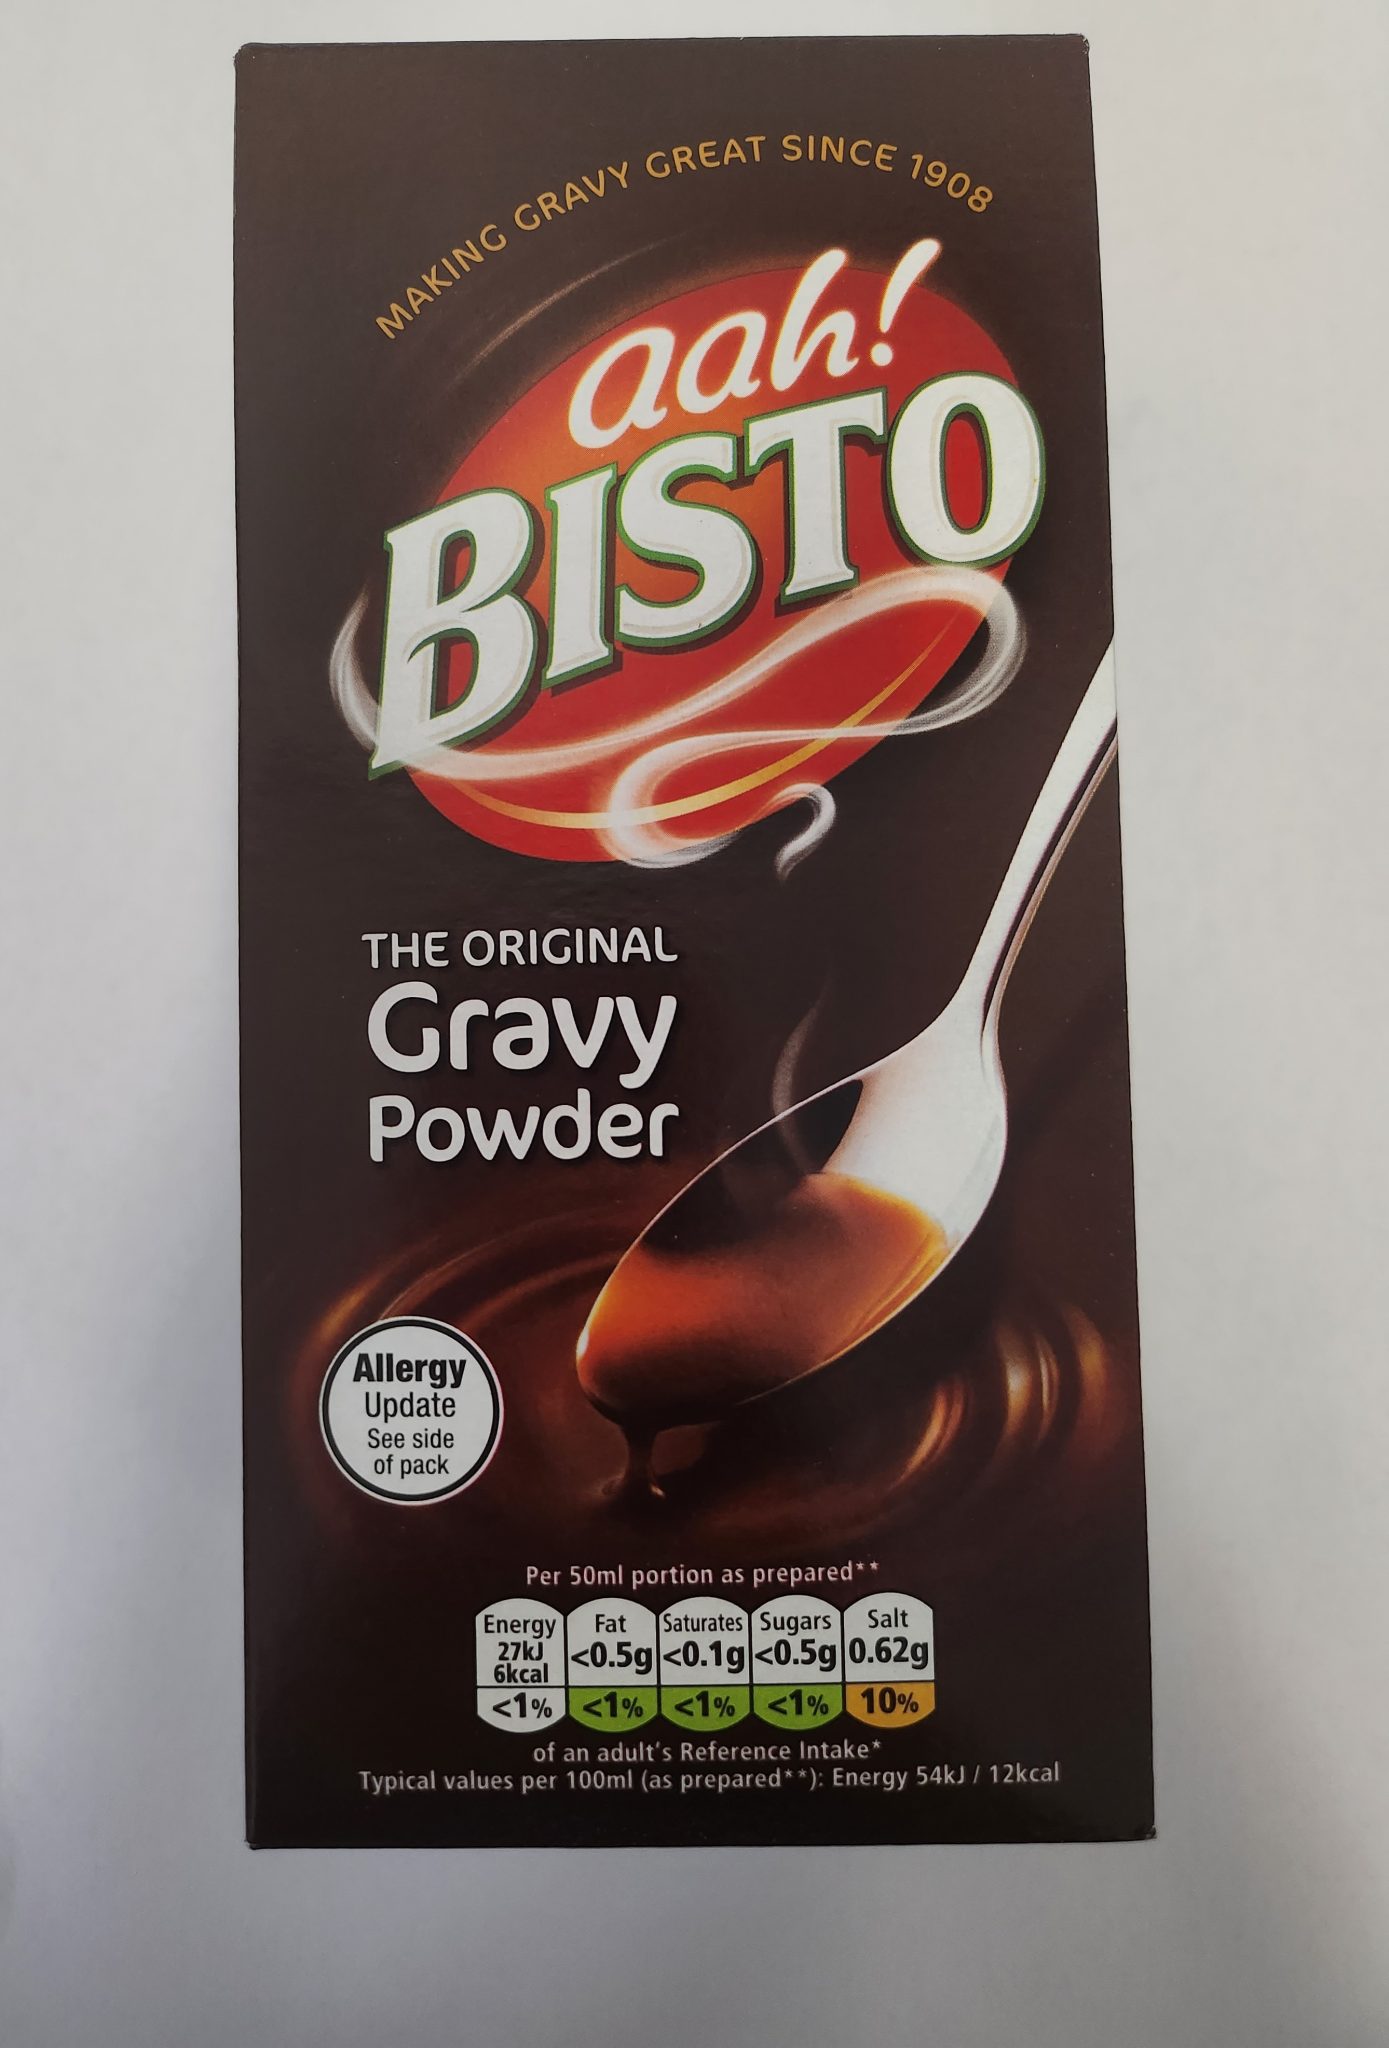 MAKING GRAVY GREAT SINCE 1908
aah!
BISTO
THE ORIGINAL
Gravy
Powder
Allergy
Update
See side
of pack
Per 50ml portion as prepared**
Energy Fat Saturates Sugars Salt
27kJ
6kcal <0.5g <0.1g <0.5g 0.62g
<1% <1% <1% <1% 10%
of an adult's Reference Intake*
Typical values per 100ml (as prepared**): Energy 54kJ / 12kcal